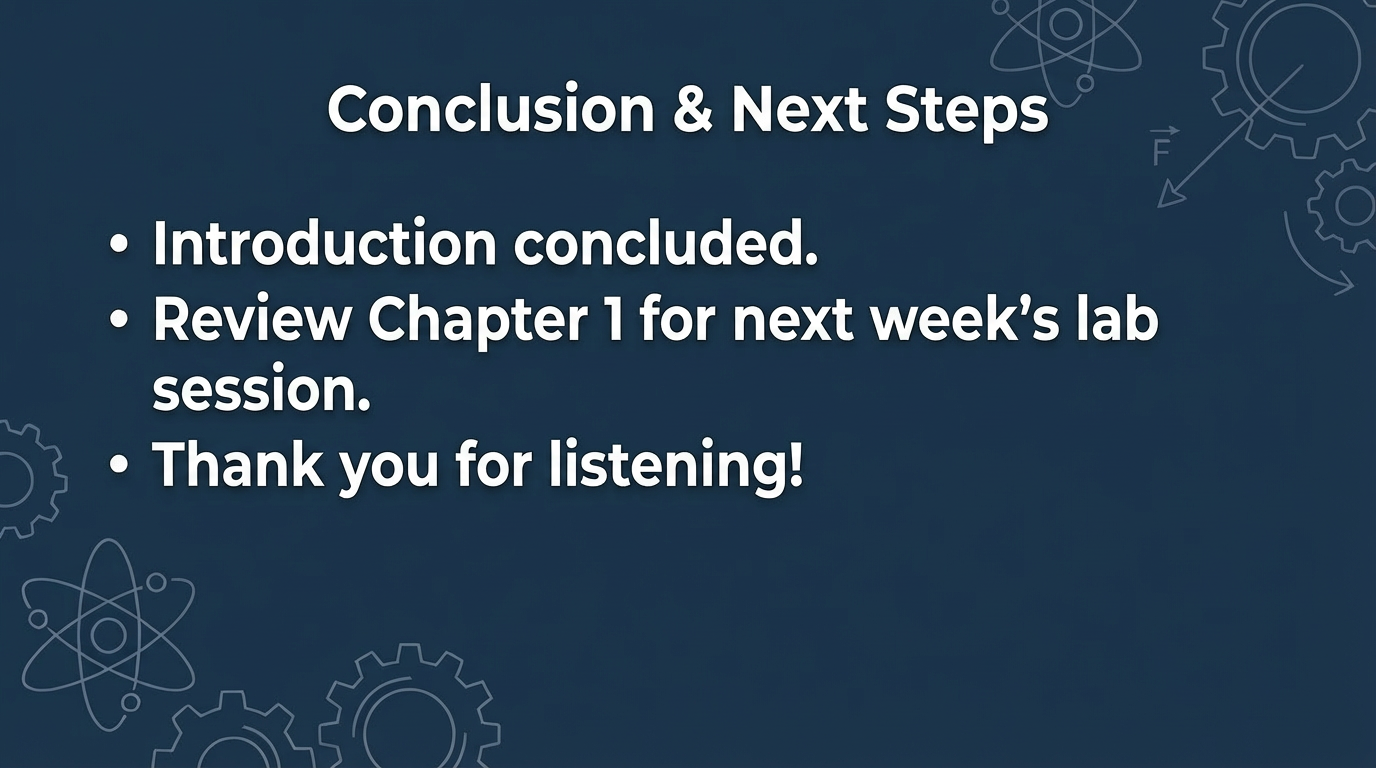 Conclusion & Next Steps
F
• Introduction concluded.
• Review Chapter 1 for next week’s lab
session.
• Thank you for listening!